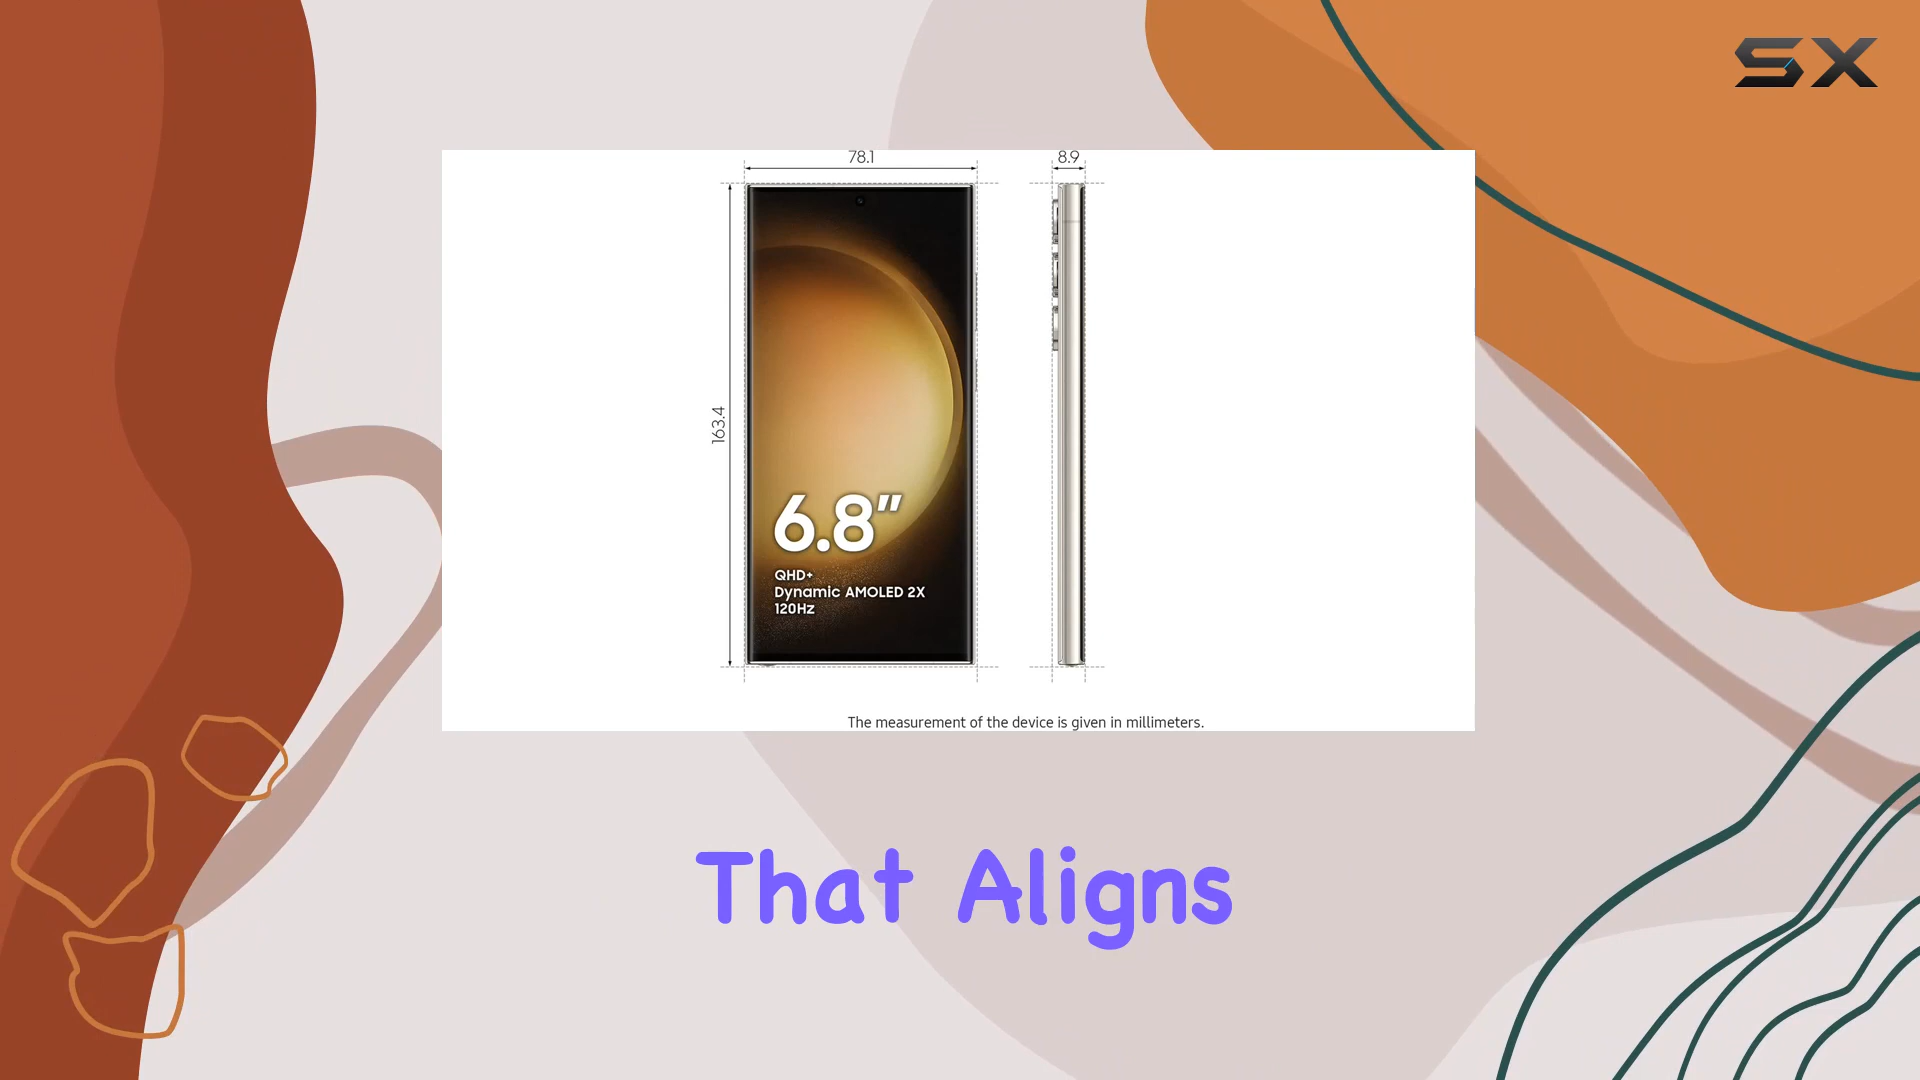 SX
78.1
8.9
163.4
6.8"
QHD+
Dynamic AMOLED 2X
120Hz
The measurement of the device is given in millimeters.
That Aligns